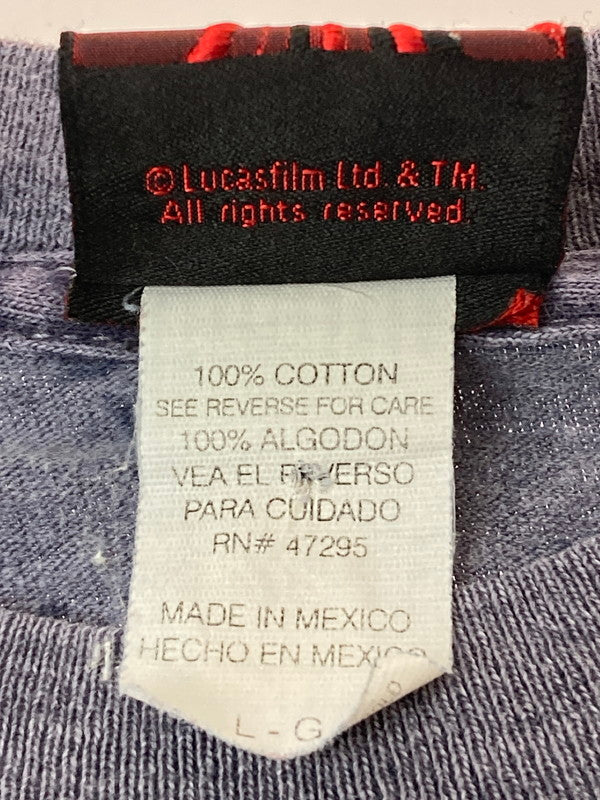 © Lucasfilm Ltd. & TM.
All rights reserved.
100% COTTON
SEE REVERSE FOR CARE
100% ALGODON
VEA EL REVERSO
PARA CUIDADO
RN# 47295
MADE IN MEXICO
HECHO EN MEXICO
L - G